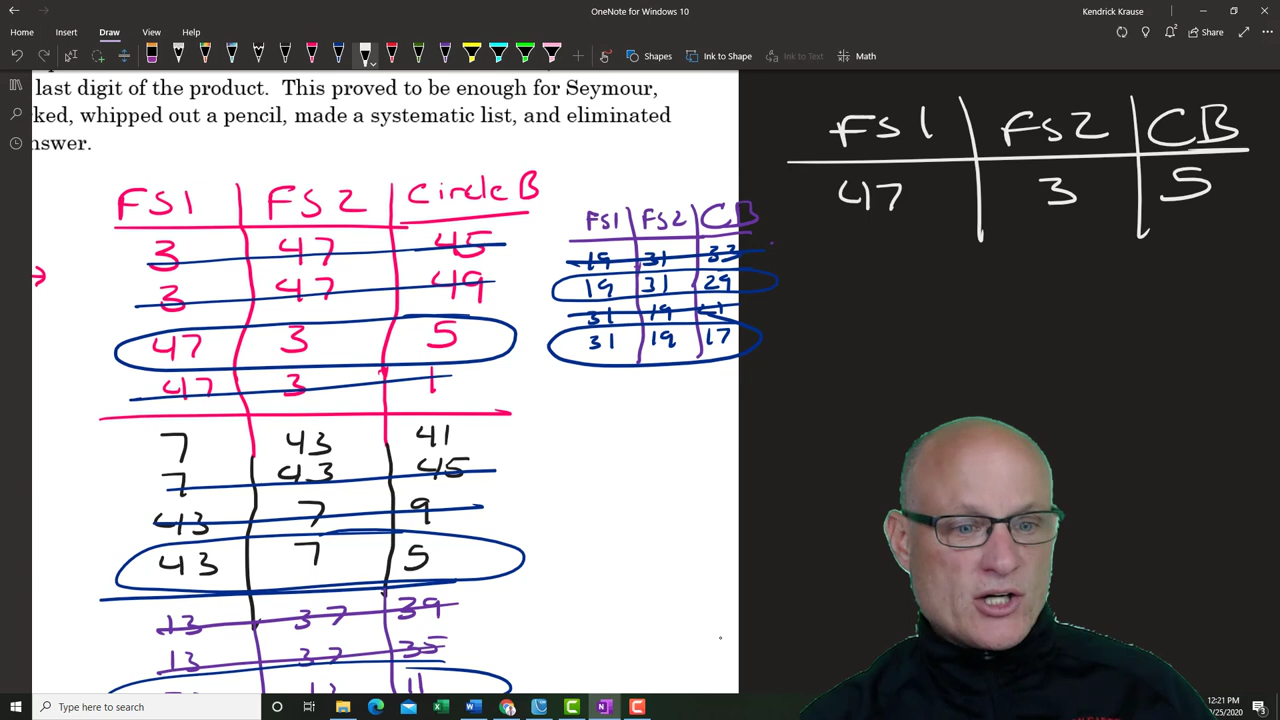 OneNote for Windows 10
Kendrick Krause
Home Insert Draw View Help
Shapes Ink to Shape Ink to Text Math
Share
last digit of the product. This proved to be enough for Seymour,
ked, whipped out a pencil, made a systematic list, and eliminated
nswer.
FS1 FS2 Circle B
3 47 45
3 47 49
47 3 5
47 3 1
7 43 41
7 43 45
43 7 9
43 7 5
13 37 39
13 37 35
13 11
FS1 FS2 CB
19 31 33
19 31 29
31 19
31 19 17
FS1 FS2 CB
47 3 5
Type here to search
12:21 PM
/25/2020